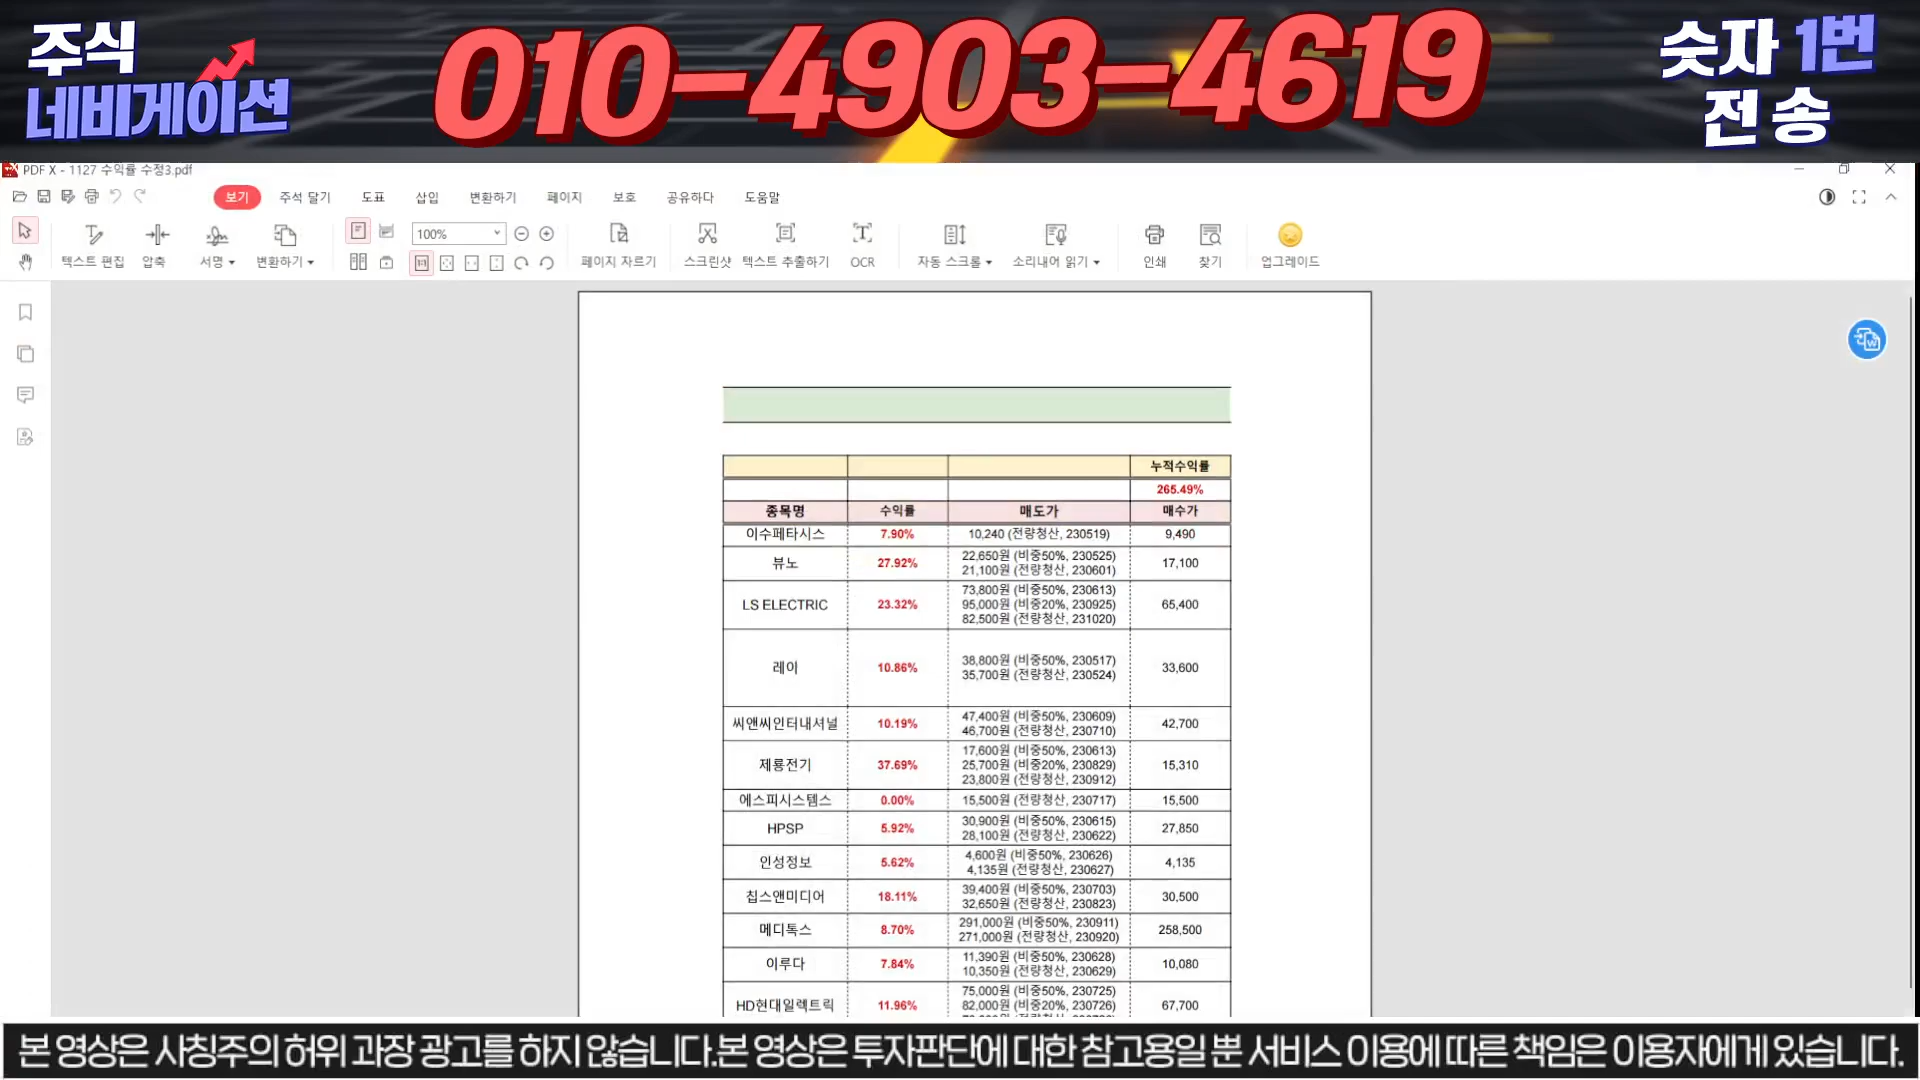 주식
네비게이션
010-4903-4619
숫자 1번
전송
PDF X - 1127 수익률 수정3.pdf
보기 주석 달기 도표 삽입 변환하기 페이지 보호 공유하다 도움말
100%
텍스트 편집 압축 서명 변환하기 페이지 자르기 스크린샷 텍스트 추출하기 OCR 자동 스크롤 소리내어 읽기 인쇄 찾기 업그레이드
누적수익률
265.49%
종목명 수익률 매도가 매수가
이수페타시스 7.90% 10,240 (전량청산, 230519) 9,490
뷰노 27.92% 22,650원 (비중50%, 230525) 17,100
21,100원 (전량청산, 230601)
LS ELECTRIC 23.32% 73,800원 (비중50%, 230613) 65,400
95,000원 (비중20%, 230925)
82,500원 (전량청산, 231020)
레이 10.86% 38,800원 (비중50%, 230517) 33,600
35,700원 (전량청산, 230524)
씨앤씨인터내셔널 10.19% 47,400원 (비중50%, 230609) 42,700
46,700원 (전량청산, 230710)
제룡전기 37.69% 17,600원 (비중50%, 230613) 15,310
25,700원 (비중20%, 230829)
23,800원 (전량청산, 230912)
에스피시스템스 0.00% 15,500원 (전량청산, 230717) 15,500
HPSP 5.92% 30,900원 (비중50%, 230615) 27,850
28,100원 (전량청산, 230622)
인성정보 5.62% 4,600원 (비중50%, 230626) 4,135
4,135원 (전량청산, 230627)
칩스앤미디어 18.11% 39,400원 (비중50%, 230703) 30,500
32,650원 (전량청산, 230823)
메디톡스 8.70% 291,000원 (비중50%, 230911) 258,500
271,000원 (전량청산, 230920)
이루다 7.84% 11,390원 (비중50%, 230628) 10,080
10,350원 (전량청산, 230629)
HD현대일렉트릭 11.96% 75,000원 (비중50%, 230725) 67,700
82,000원 (비중20%, 230726)
본 영상은 사칭주의 허위 과장 광고를 하지 않습니다.본 영상은 투자판단에 대한 참고용일 뿐 서비스 이용에 따른 책임은 이용자에게 있습니다.